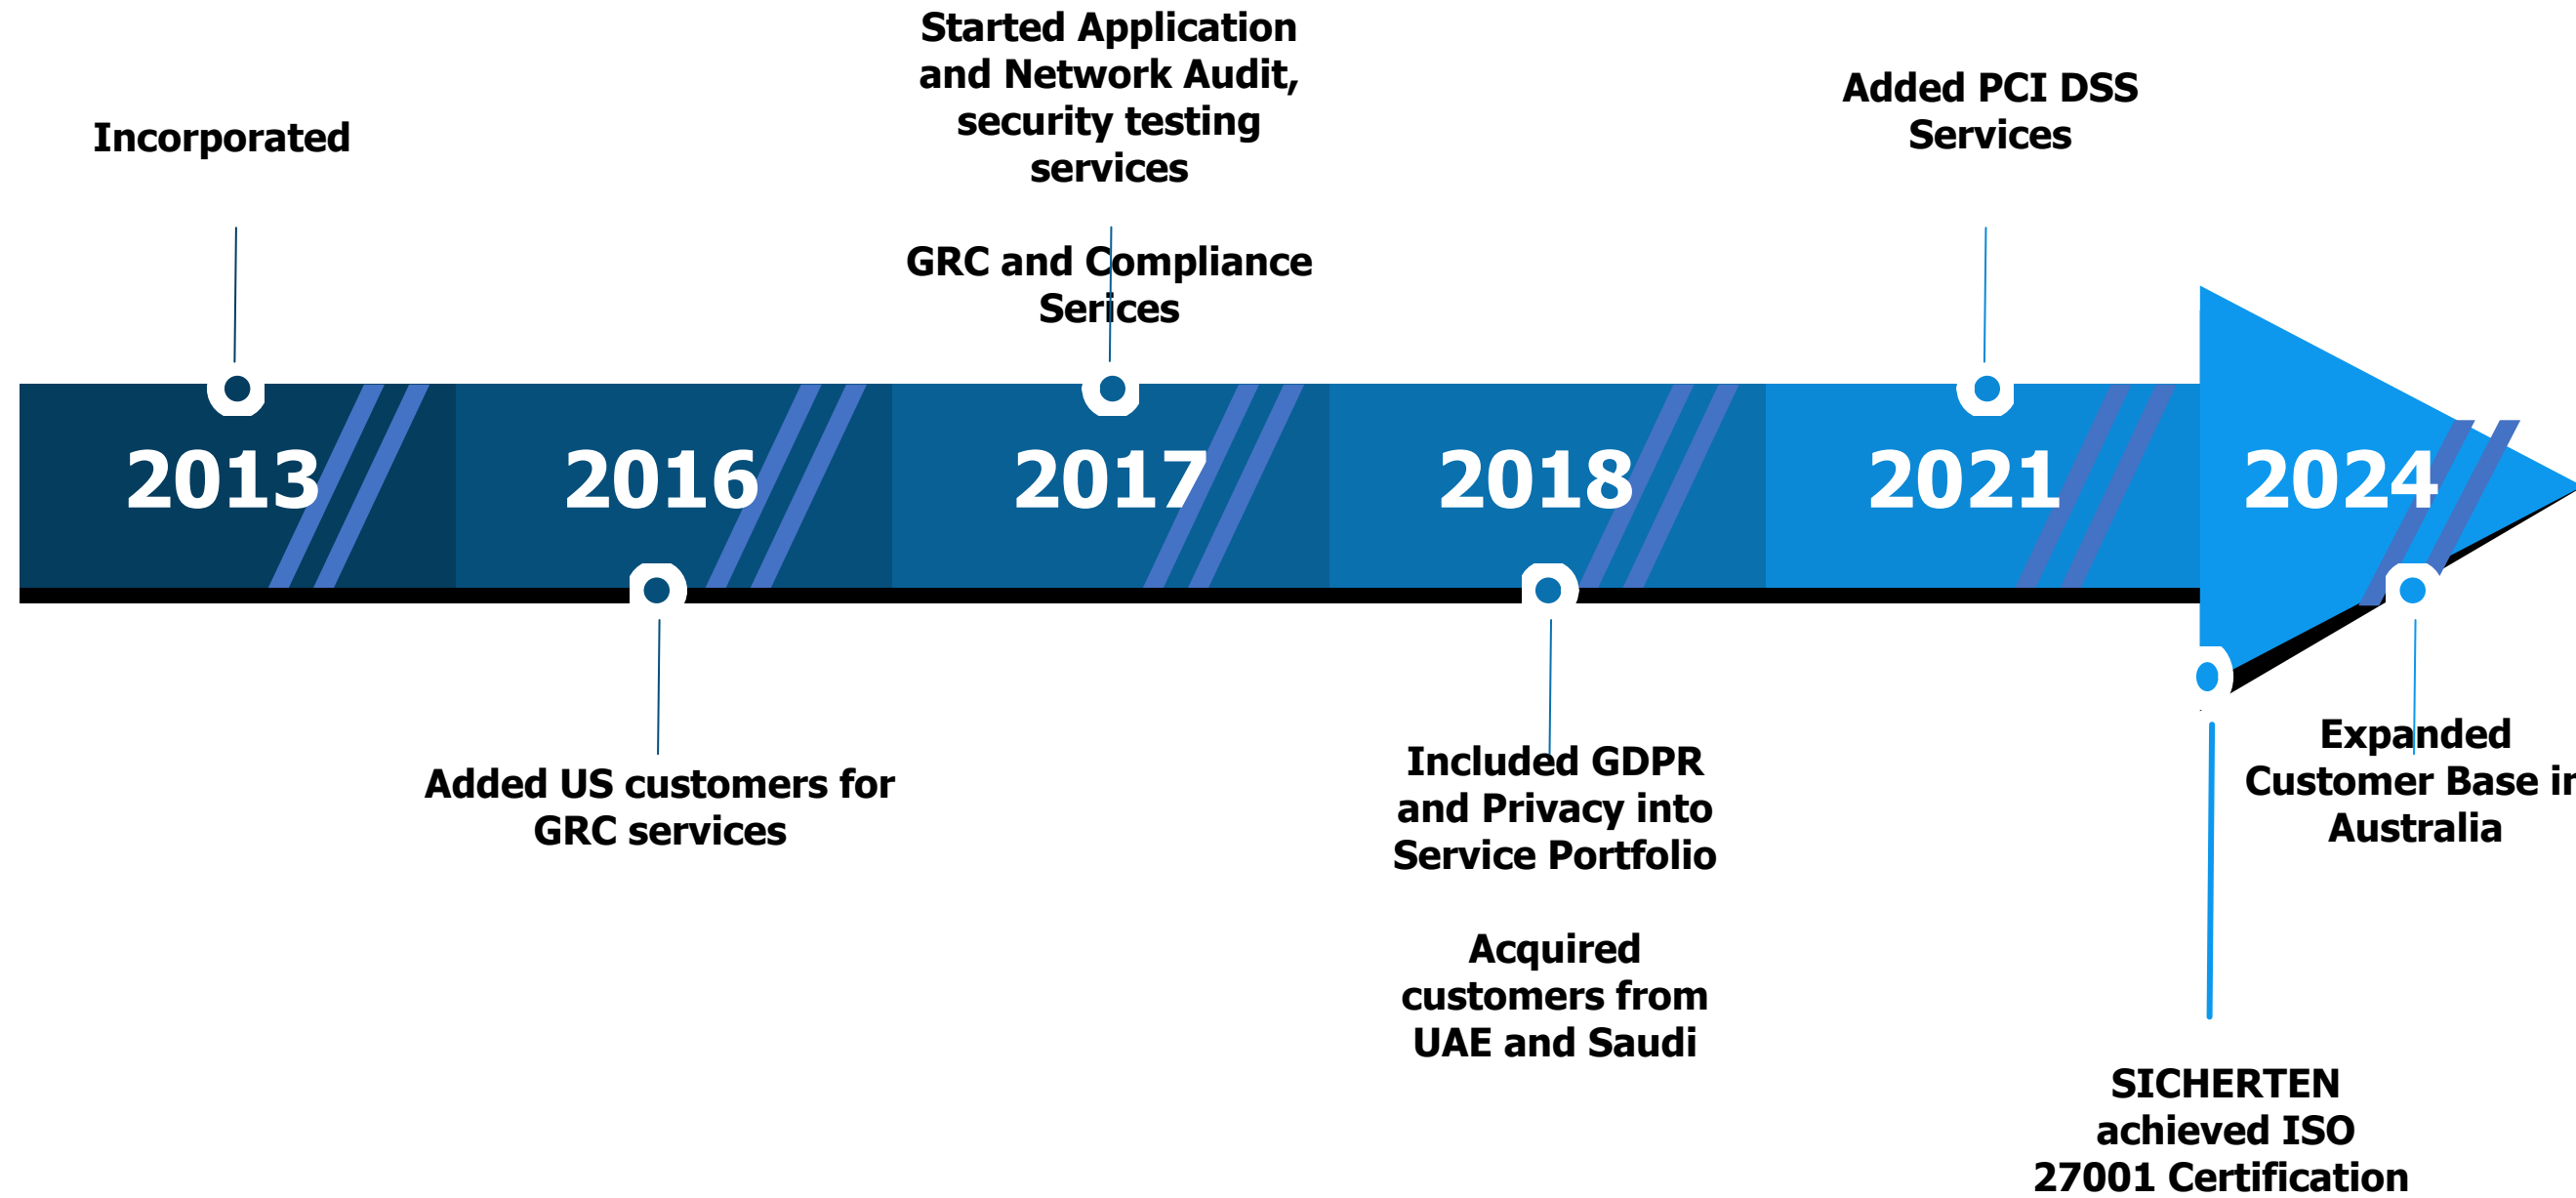 Incorporated
Started Application
and Network Audit,
security testing
services
GRC and Compliance
Serices
Added PCI DSS
Services
2013
2016
2017
2018
2021
2024
Added US customers for
GRC services
Included GDPR
and Privacy into
Service Portfolio
Acquired
customers from
UAE and Saudi
Expanded
Customer Base in
Australia
SICHERTEN
achieved ISO
27001 Certification